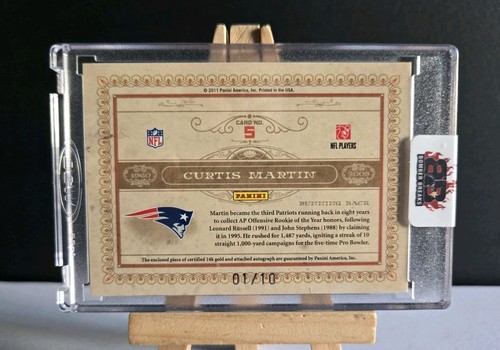 © 2011 Panini America, Inc. Printed in the USA.
CARD NO.
5
NFL
NFL PLAYERS
CURTIS MARTIN
PANINI
RUNNING BACK
Martin became the third Patriots running back in eight years
to collect AP Offensive Rookie of the Year honors, following
Leonard Russell (1991) and John Stephens (1988) by claiming
it in 1995. He rushed for 1,487 yards, igniting a streak of 10
straight 1,000-yard campaigns for the five-time Pro Bowler.
The enclosed piece of certified 14k gold and attached autograph are guaranteed by Panini America, Inc.
01/10